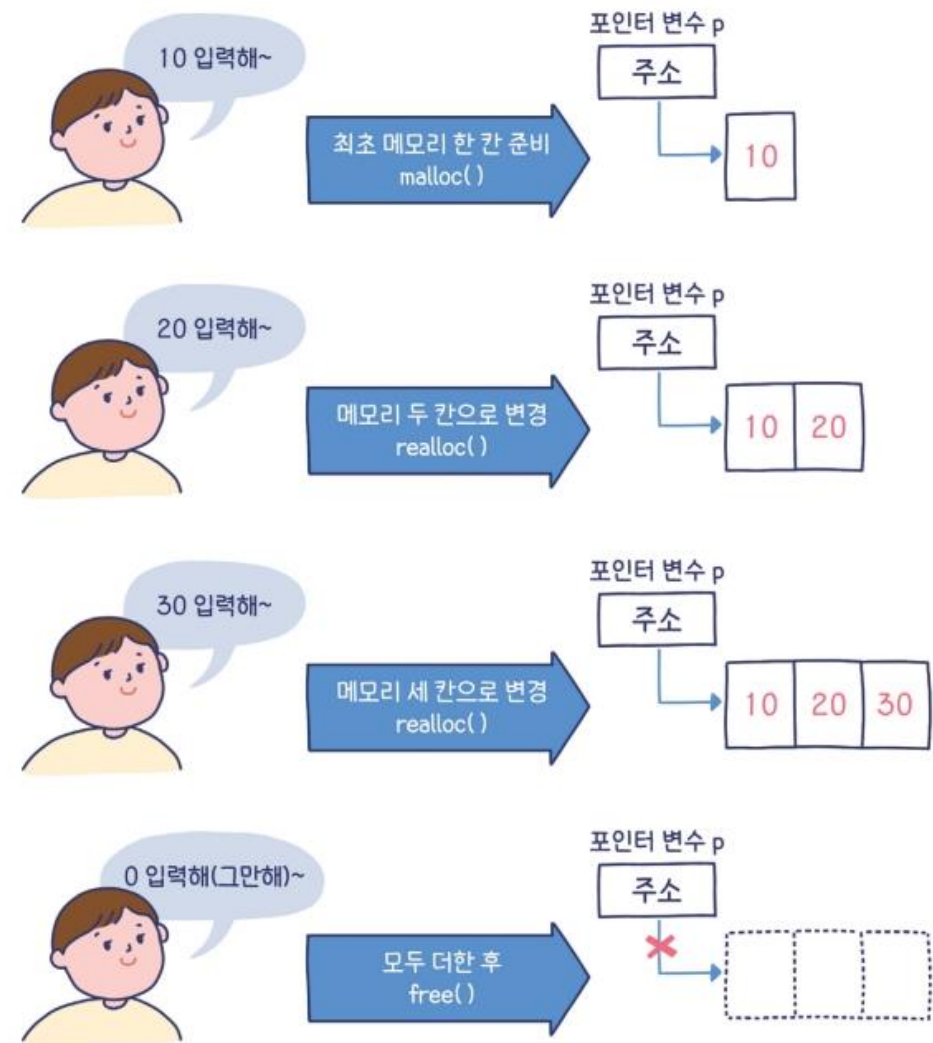 10 입력해~
최초 메모리 한 칸 준비
malloc( )
포인터 변수 p
주소
10
20 입력해~
메모리 두 칸으로 변경
realloc( )
포인터 변수 p
주소
10 20
30 입력해~
메모리 세 칸으로 변경
realloc( )
포인터 변수 p
주소
10 20 30
0 입력해(그만해)~
모두 더한 후
free( )
포인터 변수 p
주소